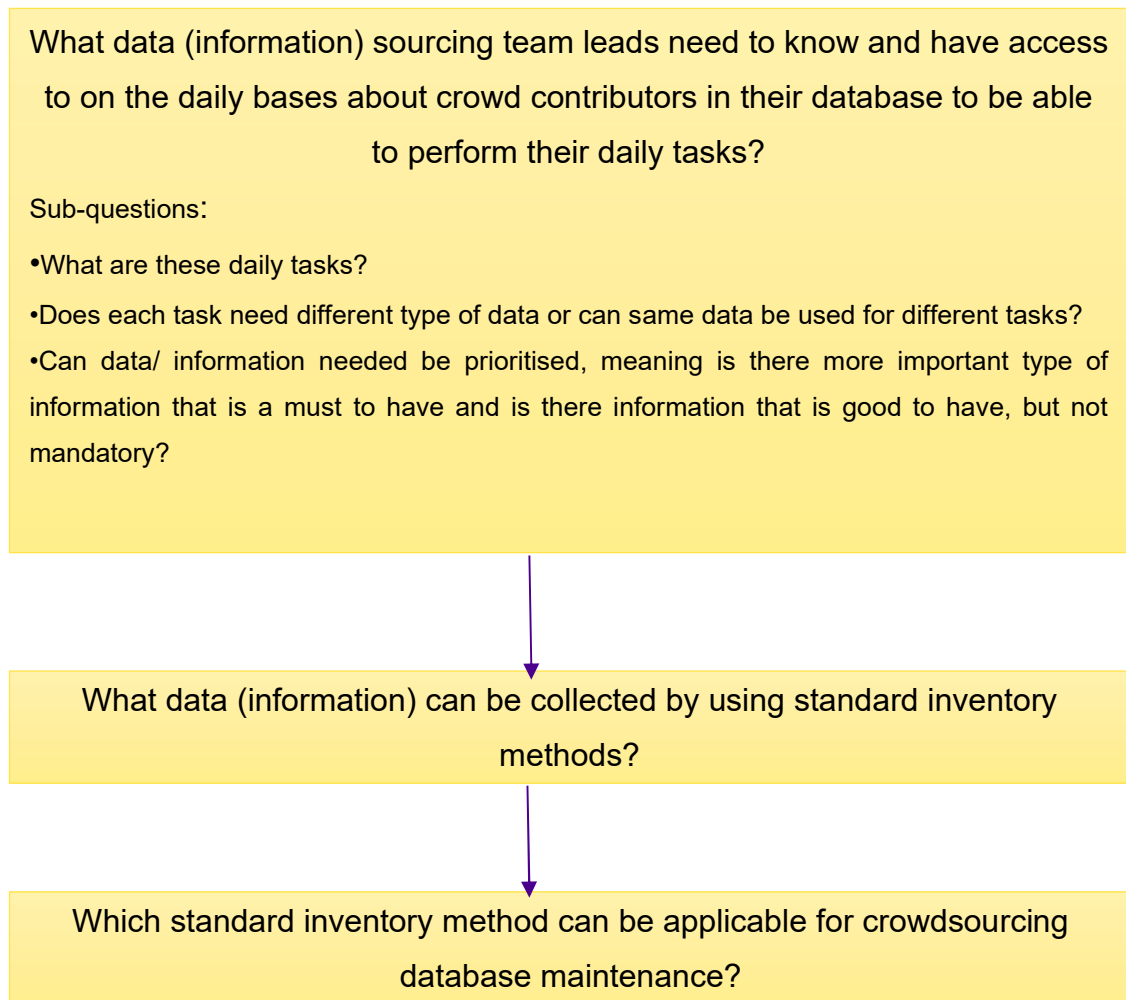 What data (information) sourcing team leads need to know and have access
to on the daily bases about crowd contributors in their database to be able
to perform their daily tasks?
Sub-questions:
•What are these daily tasks?
•Does each task need different type of data or can same data be used for different tasks?
•Can data/ information needed be prioritised, meaning is there more important type of
information that is a must to have and is there information that is good to have, but not
mandatory?
What data (information) can be collected by using standard inventory
methods?
Which standard inventory method can be applicable for crowdsourcing
database maintenance?